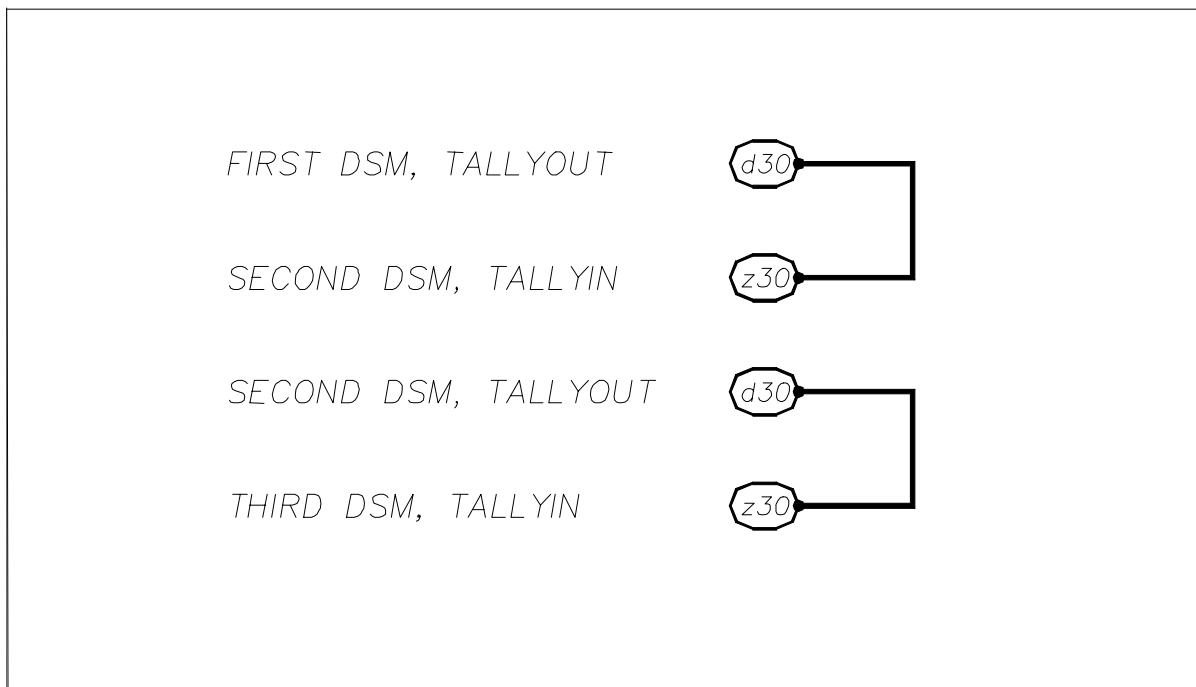 FIRST DSM, TALLYOUT d30
SECOND DSM, TALLYIN z30
SECOND DSM, TALLYOUT d30
THIRD DSM, TALLYIN z30